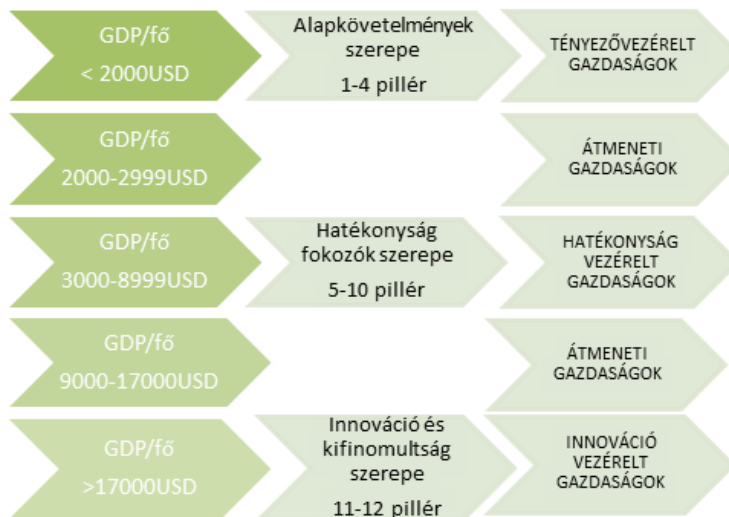 GDP/fő
< 2000USD
Alapkövetelmények
szerepe
1-4 pillér
TÉNYEZŐVEZÉRELT
GAZDASÁGOK
GDP/fő
2000-2999USD
ÁTMENETI
GAZDASÁGOK
GDP/fő
3000-8999USD
Hatékonyság
fokozók szerepe
5-10 pillér
HATÉKONYSÁG
VEZÉRELT
GAZDASÁGOK
GDP/fő
9000-17000USD
ÁTMENETI
GAZDASÁGOK
GDP/fő
>17000USD
Innováció és
kifinomultság
szerepe
11-12 pillér
INNOVÁCIÓ
VEZÉRELT
GAZDASÁGOK